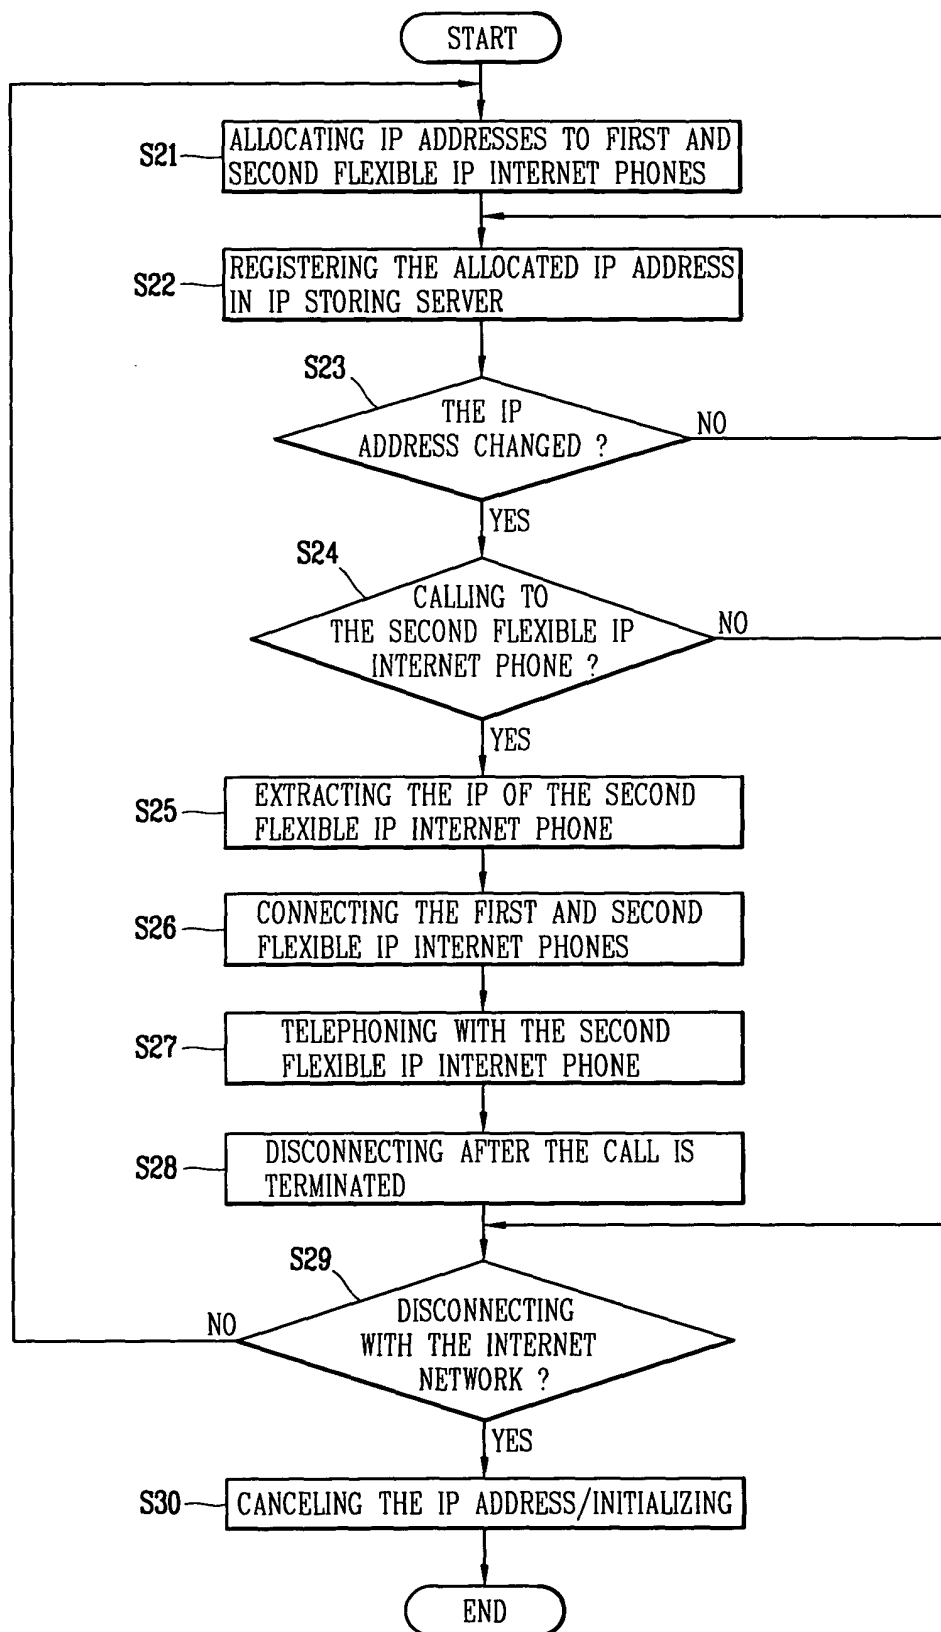 START
S21
ALLOCATING IP ADDRESSES TO FIRST AND
SECOND FLEXIBLE IP INTERNET PHONES
S22
REGISTERING THE ALLOCATED IP ADDRESS
IN IP STORING SERVER
S23
THE IP
ADDRESS CHANGED ?
NO
YES
S24
CALLING TO
THE SECOND FLEXIBLE IP
INTERNET PHONE ?
NO
YES
S25
EXTRACTING THE IP OF THE SECOND
FLEXIBLE IP INTERNET PHONE
S26
CONNECTING THE FIRST AND SECOND
FLEXIBLE IP INTERNET PHONES
S27
TELEPHONING WITH THE SECOND
FLEXIBLE IP INTERNET PHONE
S28
DISCONNECTING AFTER THE CALL IS
TERMINATED
S29
DISCONNECTING
WITH THE INTERNET
NETWORK ?
NO
YES
S30
CANCELING THE IP ADDRESS/INITIALIZING
END